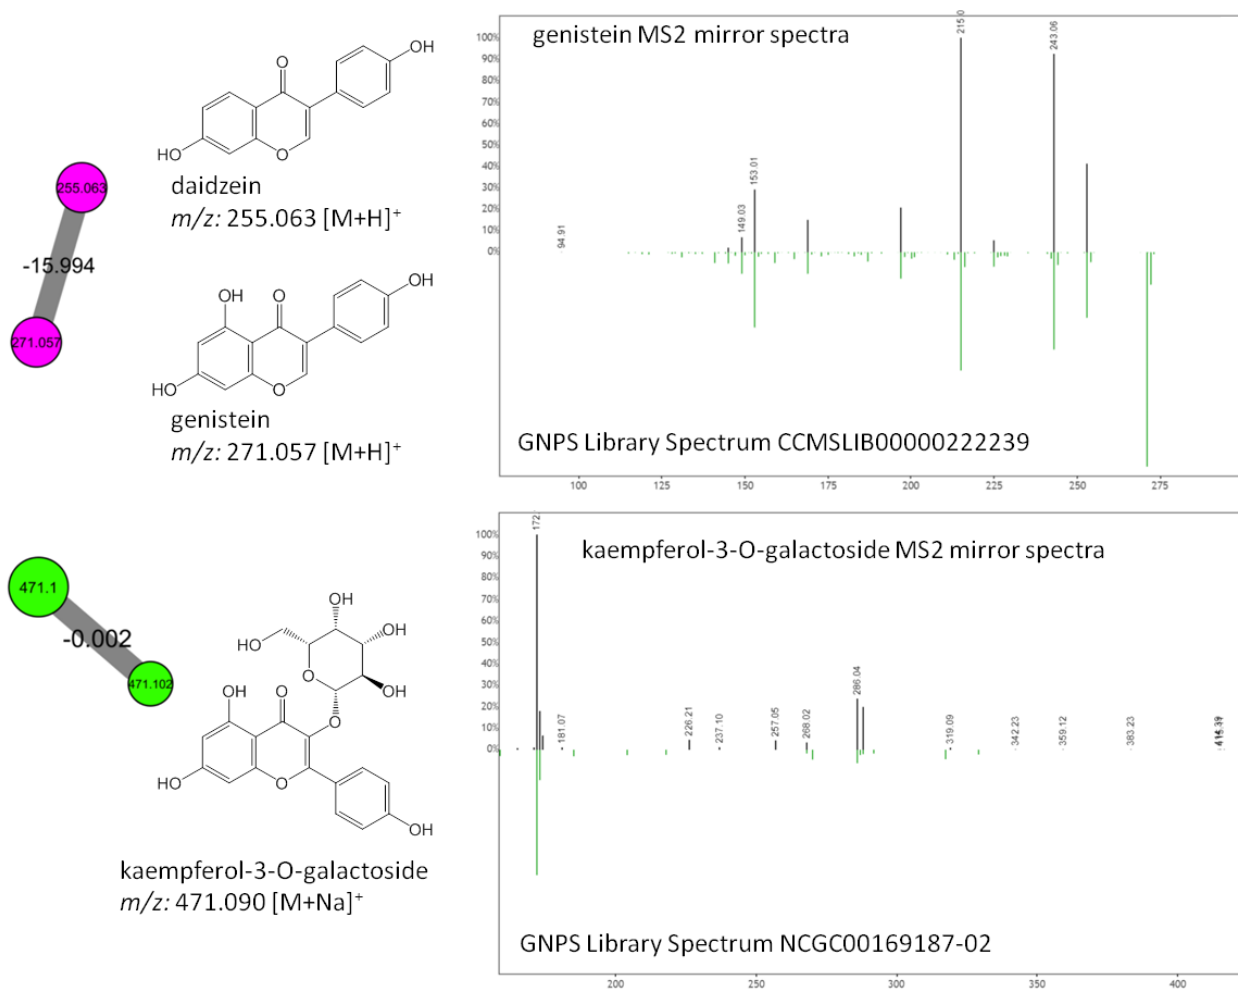 255.063
-15.994
271.057
OH
O
HO
O
daidzein
m/z: 255.063 [M+H]+
OH
O
OH
HO
O
genistein
m/z: 271.057 [M+H]+
genistein MS2 mirror spectra
100%
90%
80%
70%
60%
50%
40%
30%
20%
10%
0%
94.91
149.03
153.01
215.0
243.06
GNPS Library Spectrum CCMSLIB00000222239
100
125
150
175
200
225
250
275
471.1
-0.002
471.102
OH
HO
OH
O
OH
OH
O
O
HO
O
OH
kaempferol-3-O-galactoside
m/z: 471.090 [M+Na]+
kaempferol-3-O-galactoside MS2 mirror spectra
100%
90%
80%
70%
60%
50%
40%
30%
20%
10%
0%
172
181.07
226.21
237.10
257.05
268.02
286.04
319.09
342.23
359.12
383.23
GNPS Library Spectrum NCGC00169187-02
200
250
300
350
400